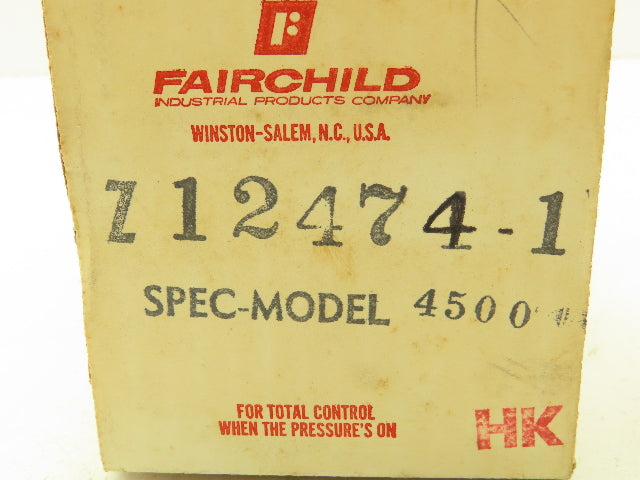 FAIRCHILD
INDUSTRIAL PRODUCTS COMPANY
WINSTON-SALEM, N.C., U.S.A.
Z12474-1
SPEC-MODEL 4500
FOR TOTAL CONTROL
WHEN THE PRESSURE'S ON
HK